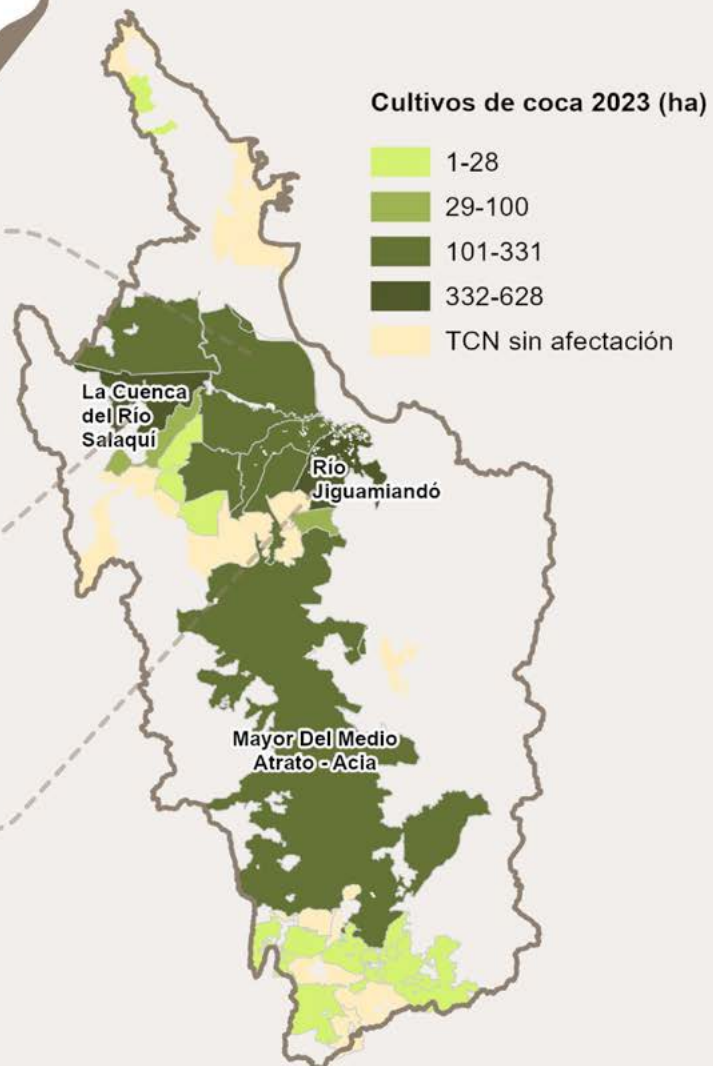 Cultivos de coca 2023 (ha)
1-28
29-100
101-331
332-628
TCN sin afectación
La Cuenca
del Río
Salaquí
Río
Jiguamiandó
Mayor Del Medio
Atrato - Acia